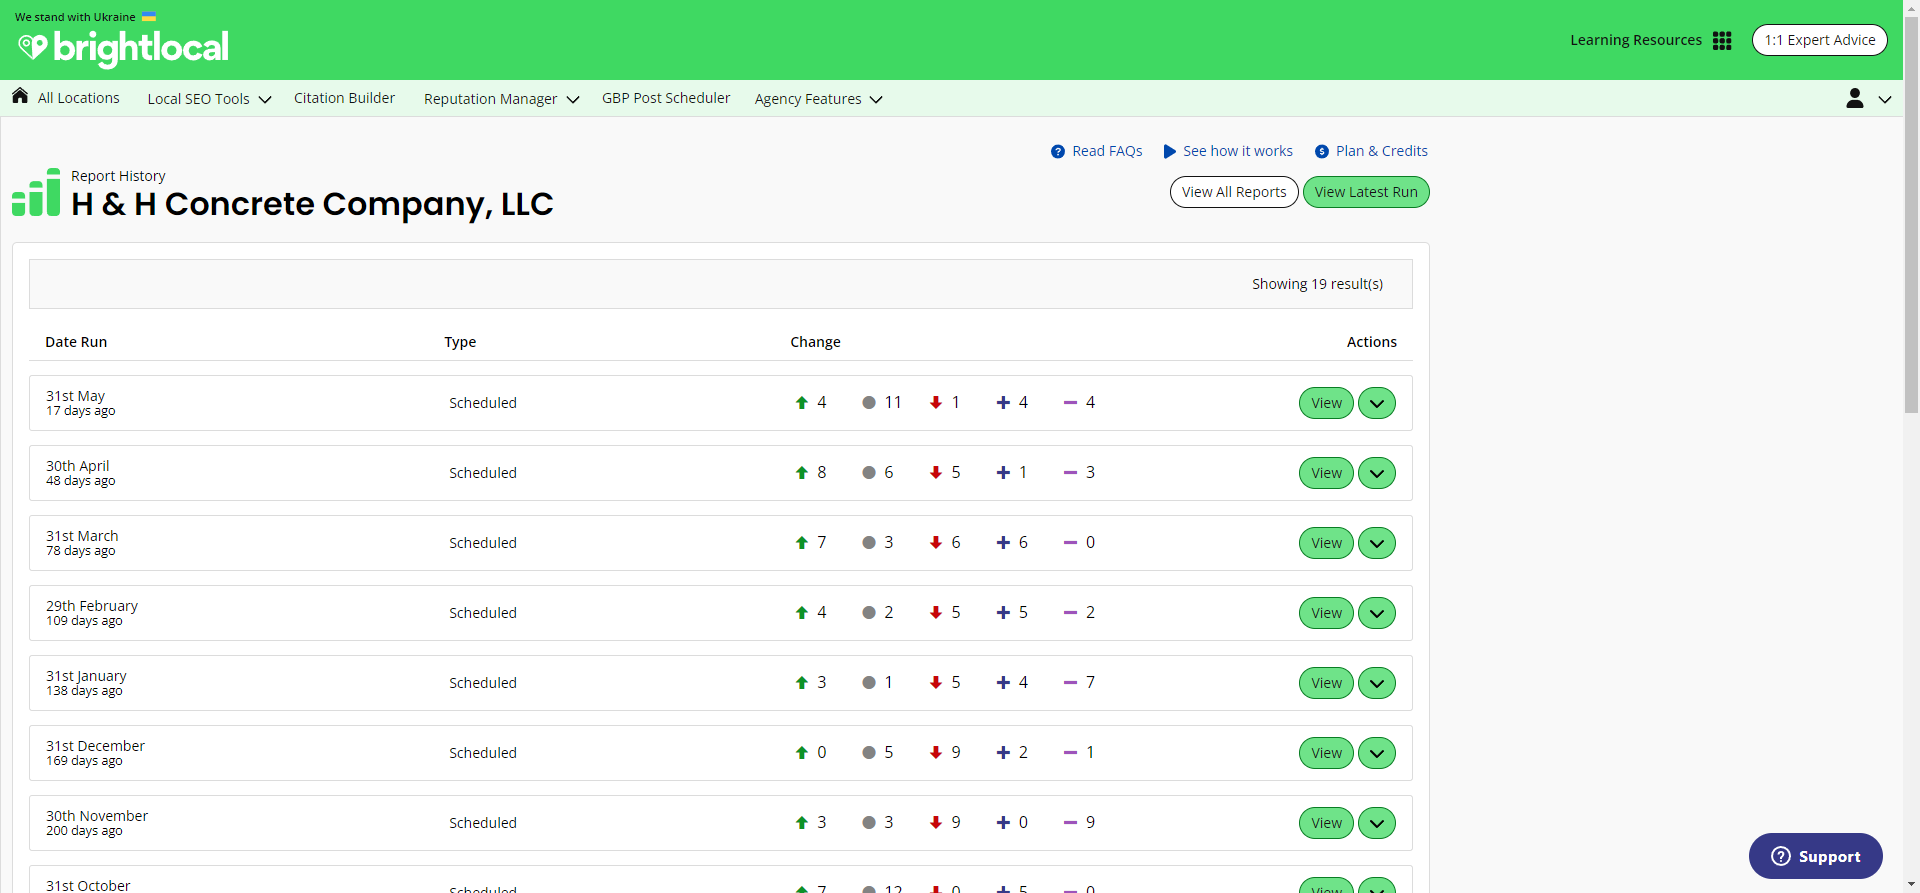 We stand with Ukraine
brightlocal
Learning Resources
1:1 Expert Advice
All Locations Local SEO Tools Citation Builder Reputation Manager GBP Post Scheduler Agency Features
Read FAQs See how it works Plan & Credits
Report History
H & H Concrete Company, LLC
View All Reports View Latest Run
Showing 19 result(s)
Date Run Type Change Actions
31st May
17 days ago
Scheduled 4 11 1 4 4 View
30th April
48 days ago
Scheduled 8 6 5 1 3 View
31st March
78 days ago
Scheduled 7 3 6 6 0 View
29th February
109 days ago
Scheduled 4 2 5 5 2 View
31st January
138 days ago
Scheduled 3 1 5 4 7 View
31st December
169 days ago
Scheduled 0 5 9 2 1 View
30th November
200 days ago
Scheduled 3 3 9 0 9 View
31st October
Scheduled 7 12 0 5 0 View
Support